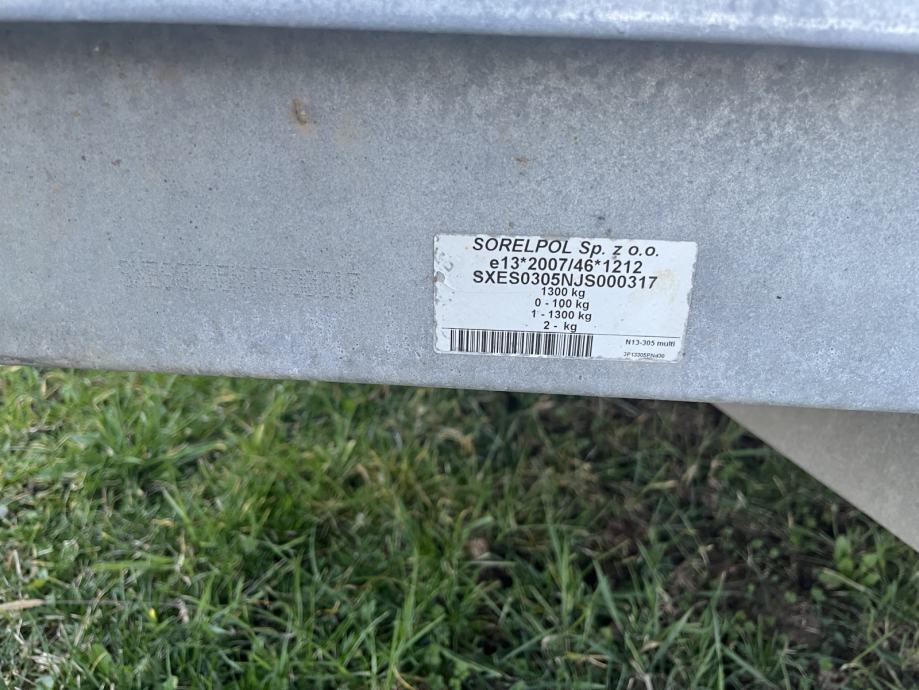 SORELPOL Sp. z o.o.
e13*2007/46*1212
SXES0305NJS000317
1300 kg
0 - 100 kg
1 - 1300 kg
2 - kg
N13-305 multi